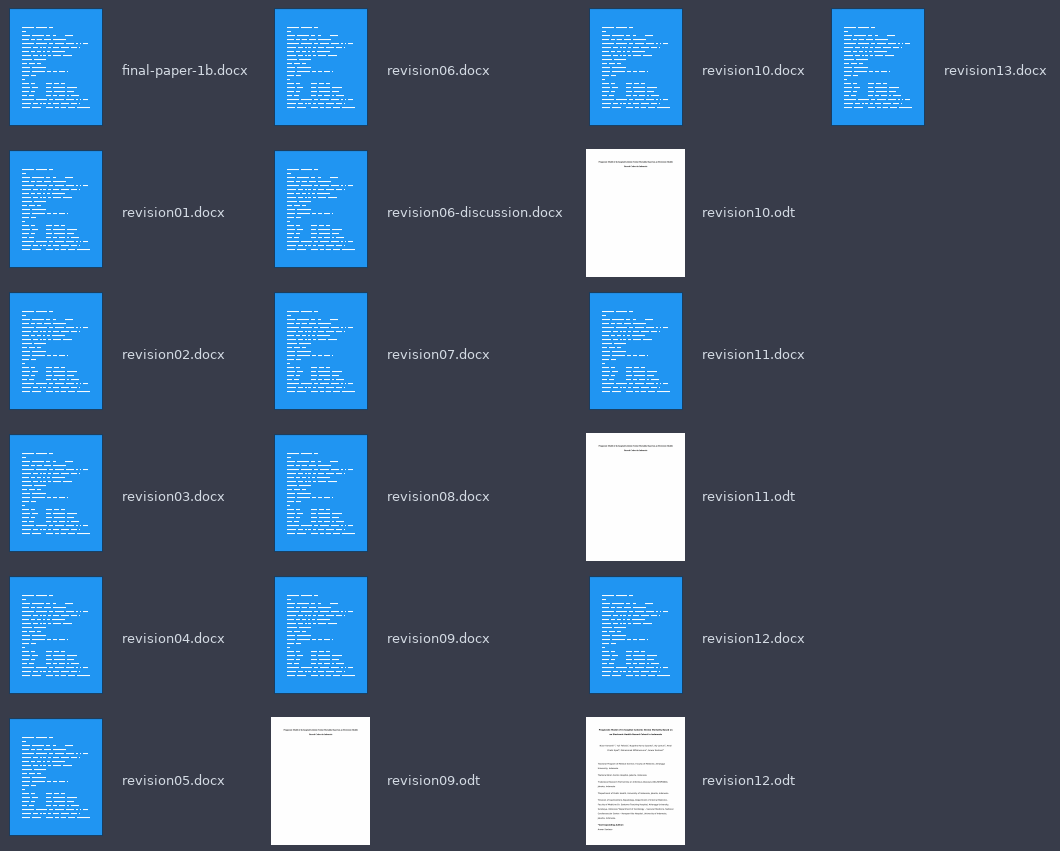 final-paper-1b.docx
revision01.docx
revision02.docx
revision03.docx
revision04.docx
revision05.docx
revision06.docx
revision06-discussion.docx
revision07.docx
revision08.docx
revision09.docx
revision09.odt
revision10.docx
revision10.odt
revision11.docx
revision11.odt
revision12.docx
revision12.odt
revision13.docx